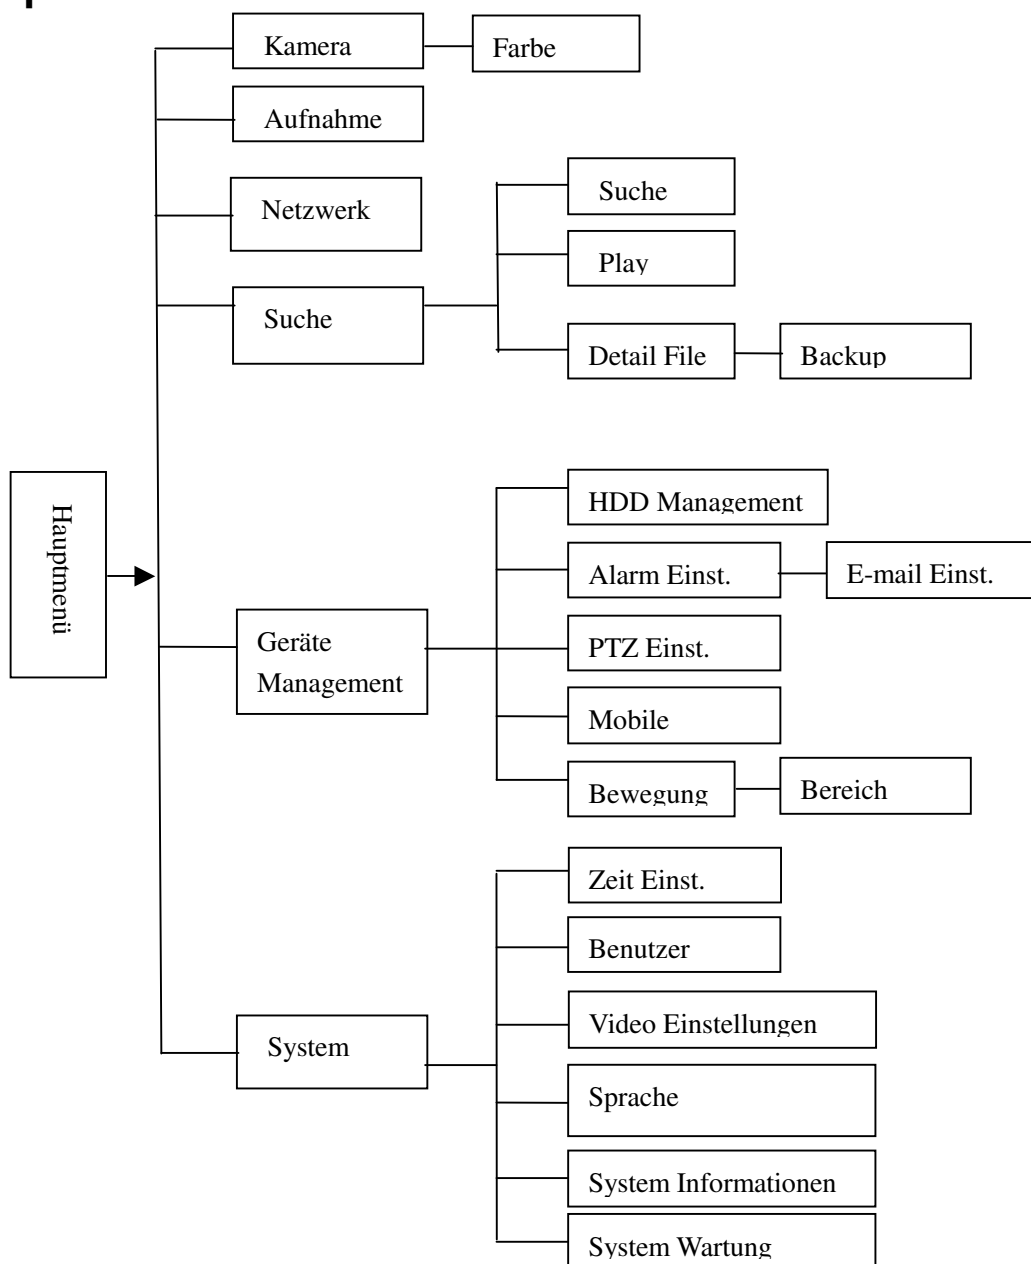 Kamera
Farbe
Aufnahme
Netzwerk
Suche
Suche
Play
Detail File
Backup
Hauptmenü
Geräte
Management
HDD Management
Alarm Einst.
E-mail Einst.
PTZ Einst.
Mobile
Bewegung
Bereich
System
Zeit Einst.
Benutzer
Video Einstellungen
Sprache
System Informationen
System Wartung